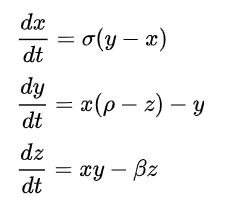 dx/dt = σ(y − x)
dy/dt = x(ρ − z) − y
dz/dt = xy − βz